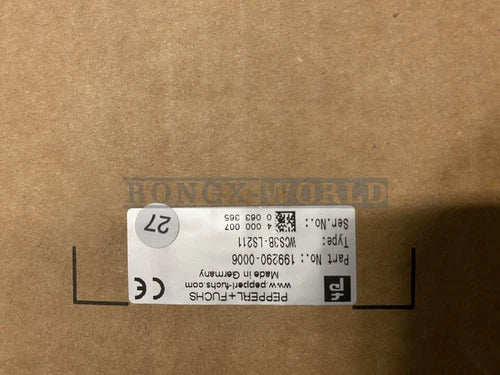 RONGX-WORLD
PEPPERL+FUCHS
www.pepperl-fuchs.com
Made in Germany
Part No.: 199290-0006
Type: WCS3B-LS211
Ser.No.: 4 000 007
0 063 365
27
CE